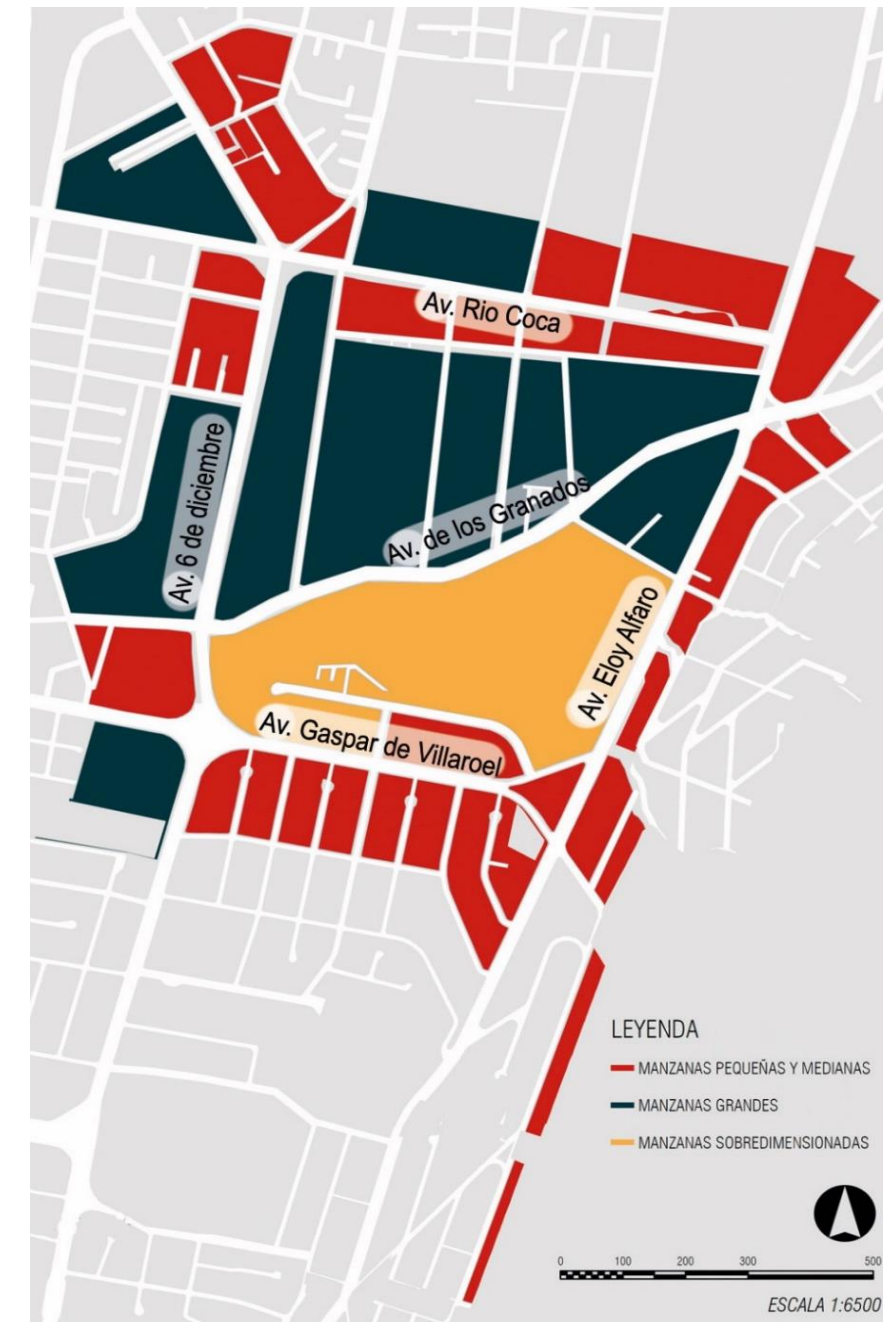 Av. Rio Coca
Av. 6 de diciembre
Av. de los Granados
Av. Eloy Alfaro
Av. Gaspar de Villaroel
LEYENDA
MANZANAS PEQUEÑAS Y MEDIANAS
MANZANAS GRANDES
MANZANAS SOBREDIMENSIONADAS
0 100 200 300 500
ESCALA 1:6500